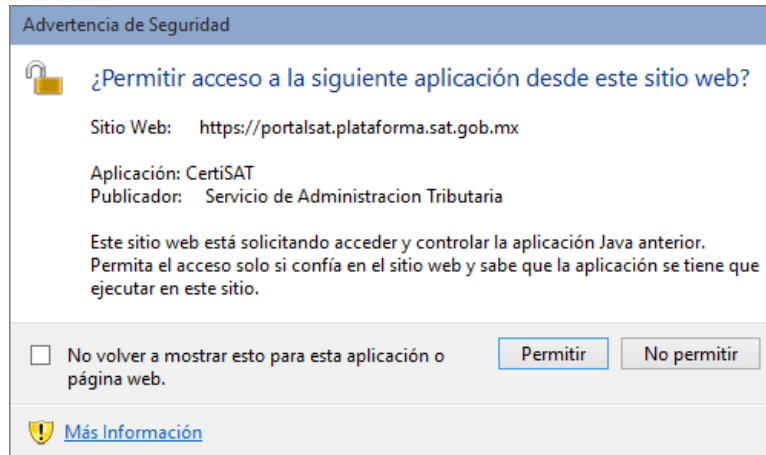 Advertencia de Seguridad
¿Permitir acceso a la siguiente aplicación desde este sitio web?
Sitio Web: https://portalsat.plataforma.sat.gob.mx
Aplicación: CertiSAT
Publicador: Servicio de Administracion Tributaria
Este sitio web está solicitando acceder y controlar la aplicación Java anterior.
Permita el acceso solo si confía en el sitio web y sabe que la aplicación se tiene que
ejecutar en este sitio.
No volver a mostrar esto para esta aplicación o
página web.
Permitir
No permitir
Más Información